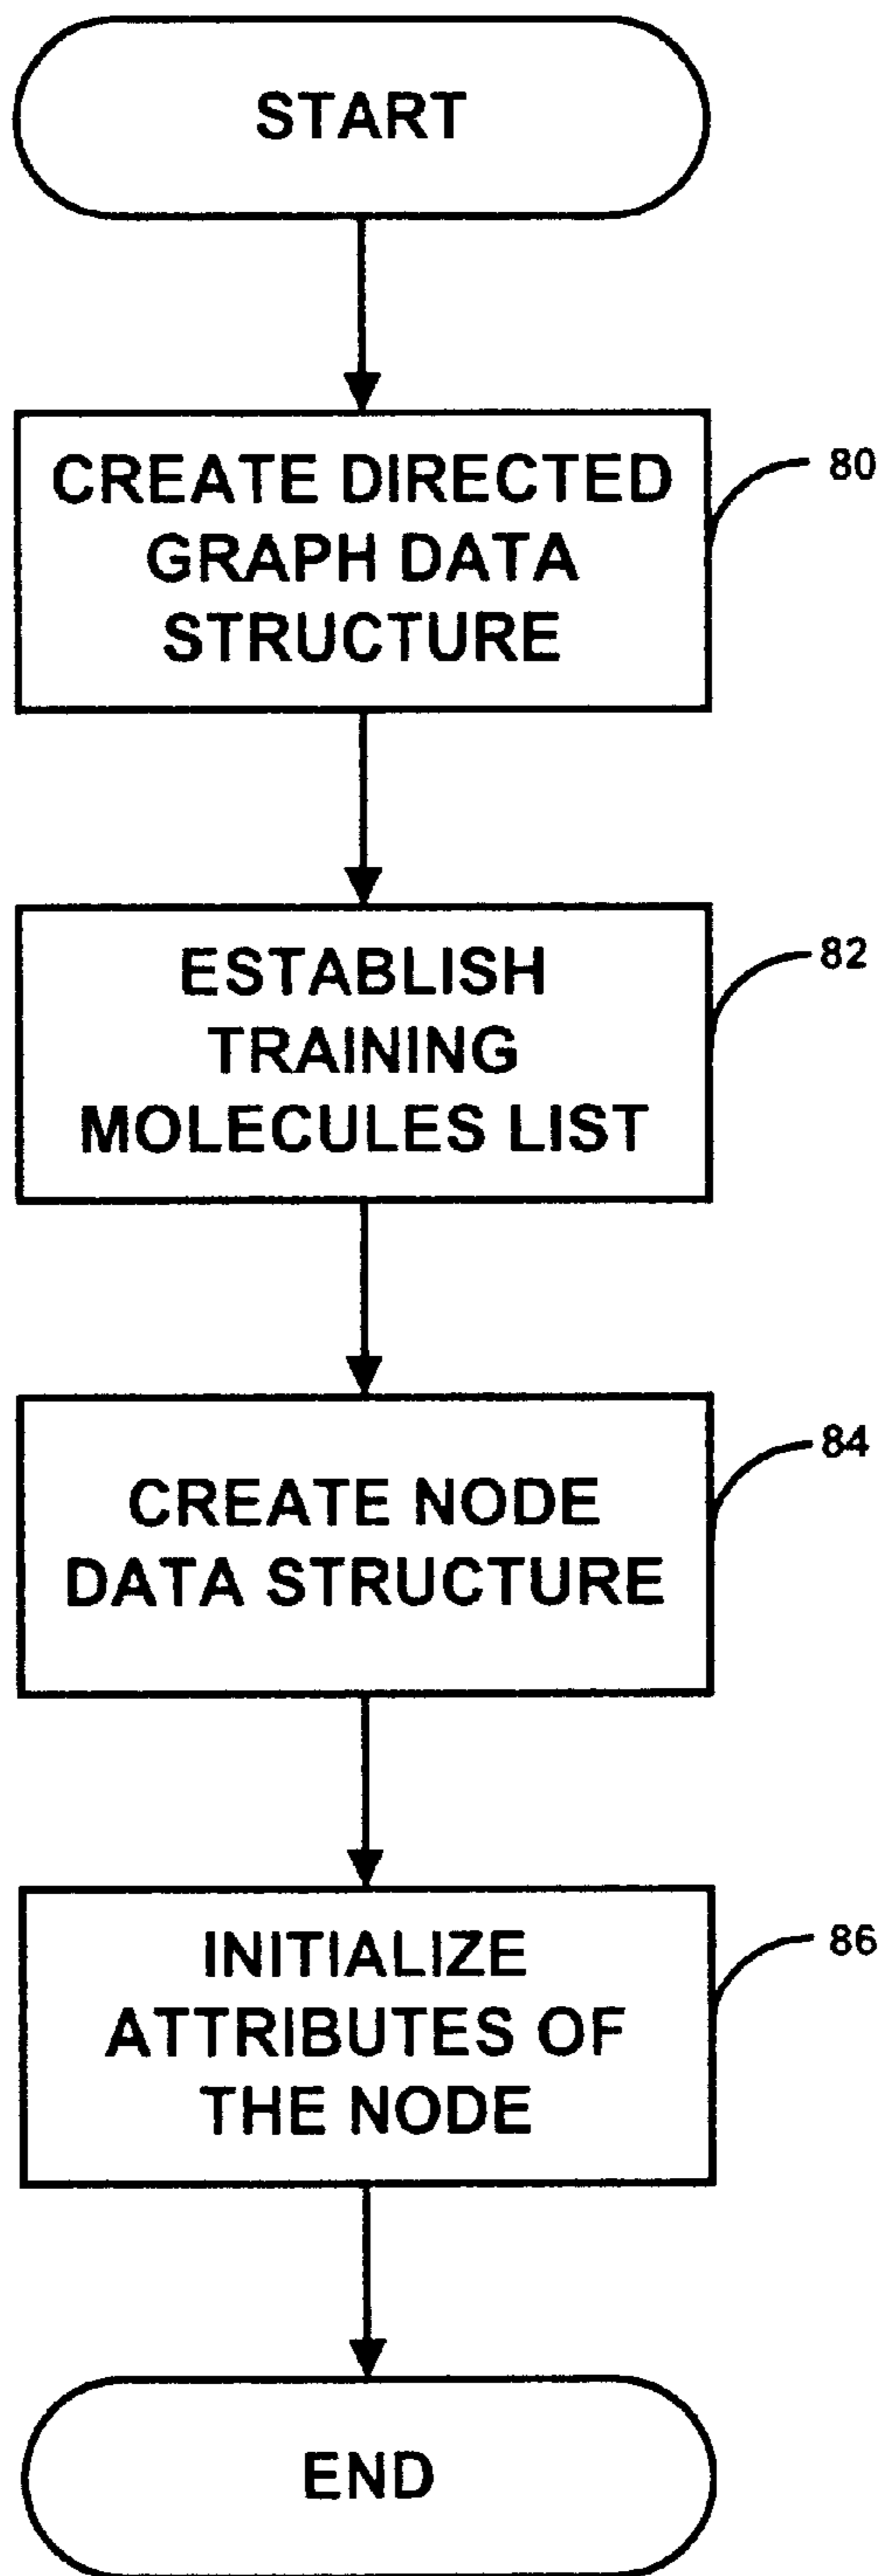 START
CREATE DIRECTED
GRAPH DATA
STRUCTURE
80
ESTABLISH
TRAINING
MOLECULES LIST
82
CREATE NODE
DATA STRUCTURE
84
INITIALIZE
ATTRIBUTES OF
THE NODE
86
END